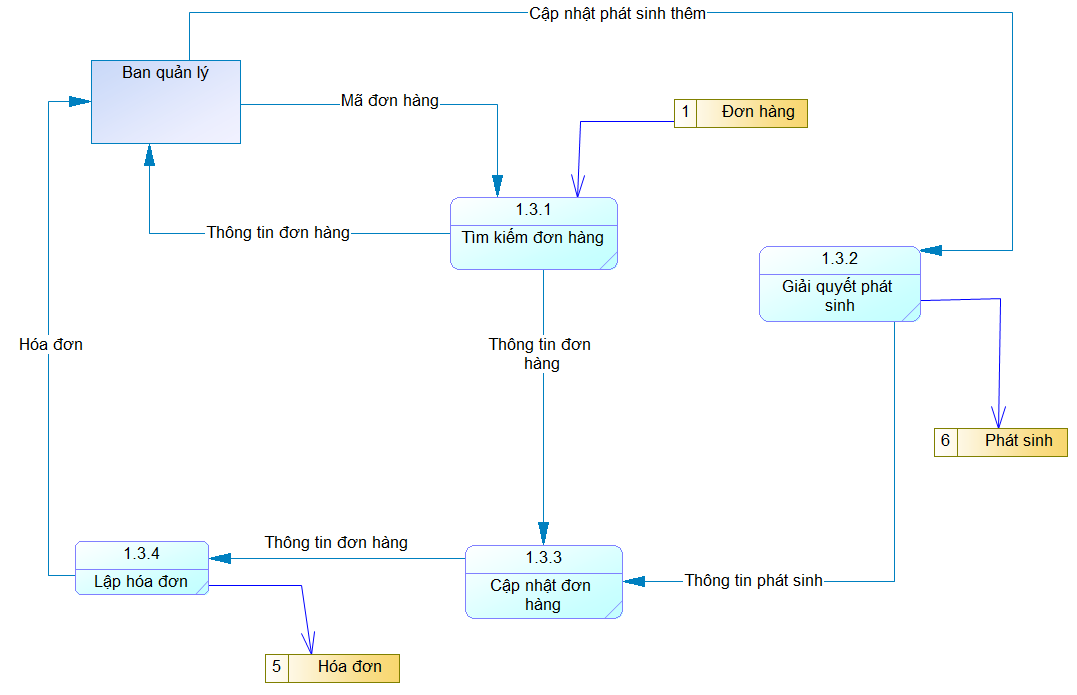 Cập nhật phát sinh thêm
Ban quản lý
Mã đơn hàng
1 Đơn hàng
1.3.1
Tìm kiếm đơn hàng
Thông tin đơn hàng
1.3.2
Giải quyết phát
sinh
Hóa đơn
Thông tin đơn
hàng
6 Phát sinh
1.3.4
Lập hóa đơn
Thông tin đơn hàng
1.3.3
Cập nhật đơn
hàng
Thông tin phát sinh
5 Hóa đơn